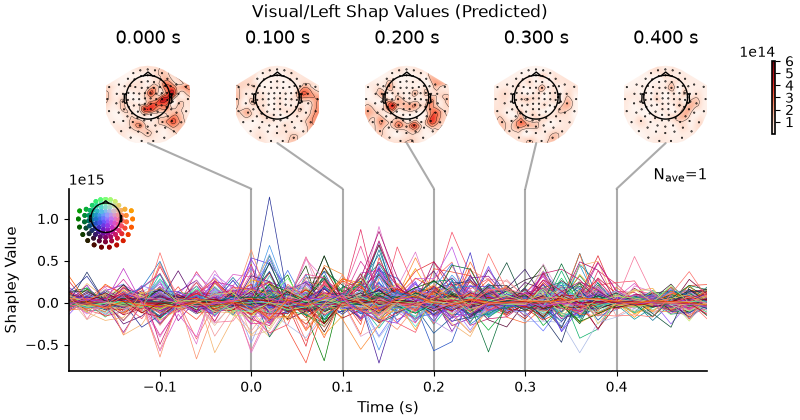 Visual/Left Shap Values (Predicted)
0.000 s 0.100 s 0.200 s 0.300 s 0.400 s
1e14
6
5
4
3
2
1
Nave=1
1e15
1.0
0.5
0.0
−0.5
Shapley Value
−0.1 0.0 0.1 0.2 0.3 0.4
Time (s)